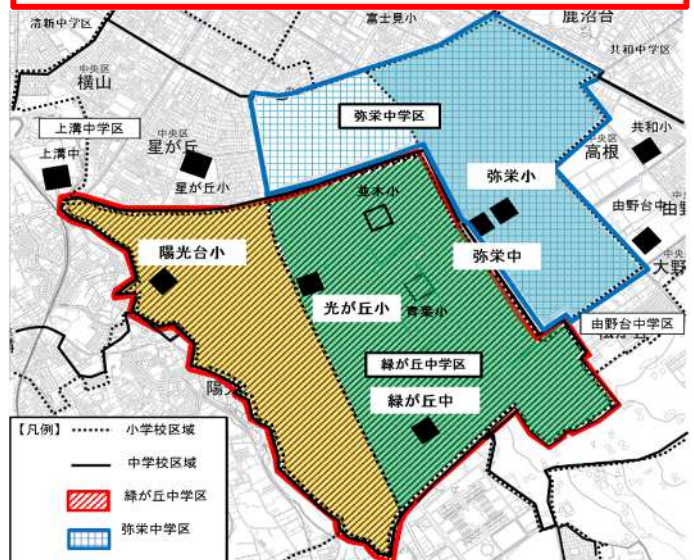 清新中学区
富士見小
鹿沼台
共和中学区
中央区
横山
弥栄中学区
上溝中学区
中央区
星が丘
中央区
高根
共和小
上溝中
星が丘小
並木小
弥栄小
由野台中
由野
大野
陽光台小
弥栄中
光が丘小
青葉小
由野台中学区
緑が丘中学区
緑が丘中
【凡例】
小学校区域
中学校区域
緑が丘中学区
弥栄中学区